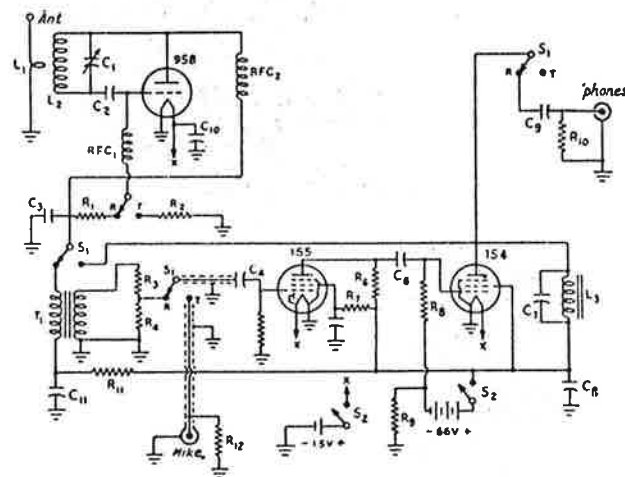 Ant
L₁
L₂
C₁
C₂
958
RFC₂
C₁₀
x
RFC₁
S₁
R
T
C₉
'phones
R₁₀
C₃
R₁
R
T
R₂
S₁
T₁
R₃
R₄
S₁
R
T
C₄
1S5
x
R₇
R₆
C₆
R₈
1S4
x
C₇
L₃
C₁₁
R₁₁
Mike.
R₁₂
x
S₂
-1.5V+
R₉
-66V+
S₂
C₈